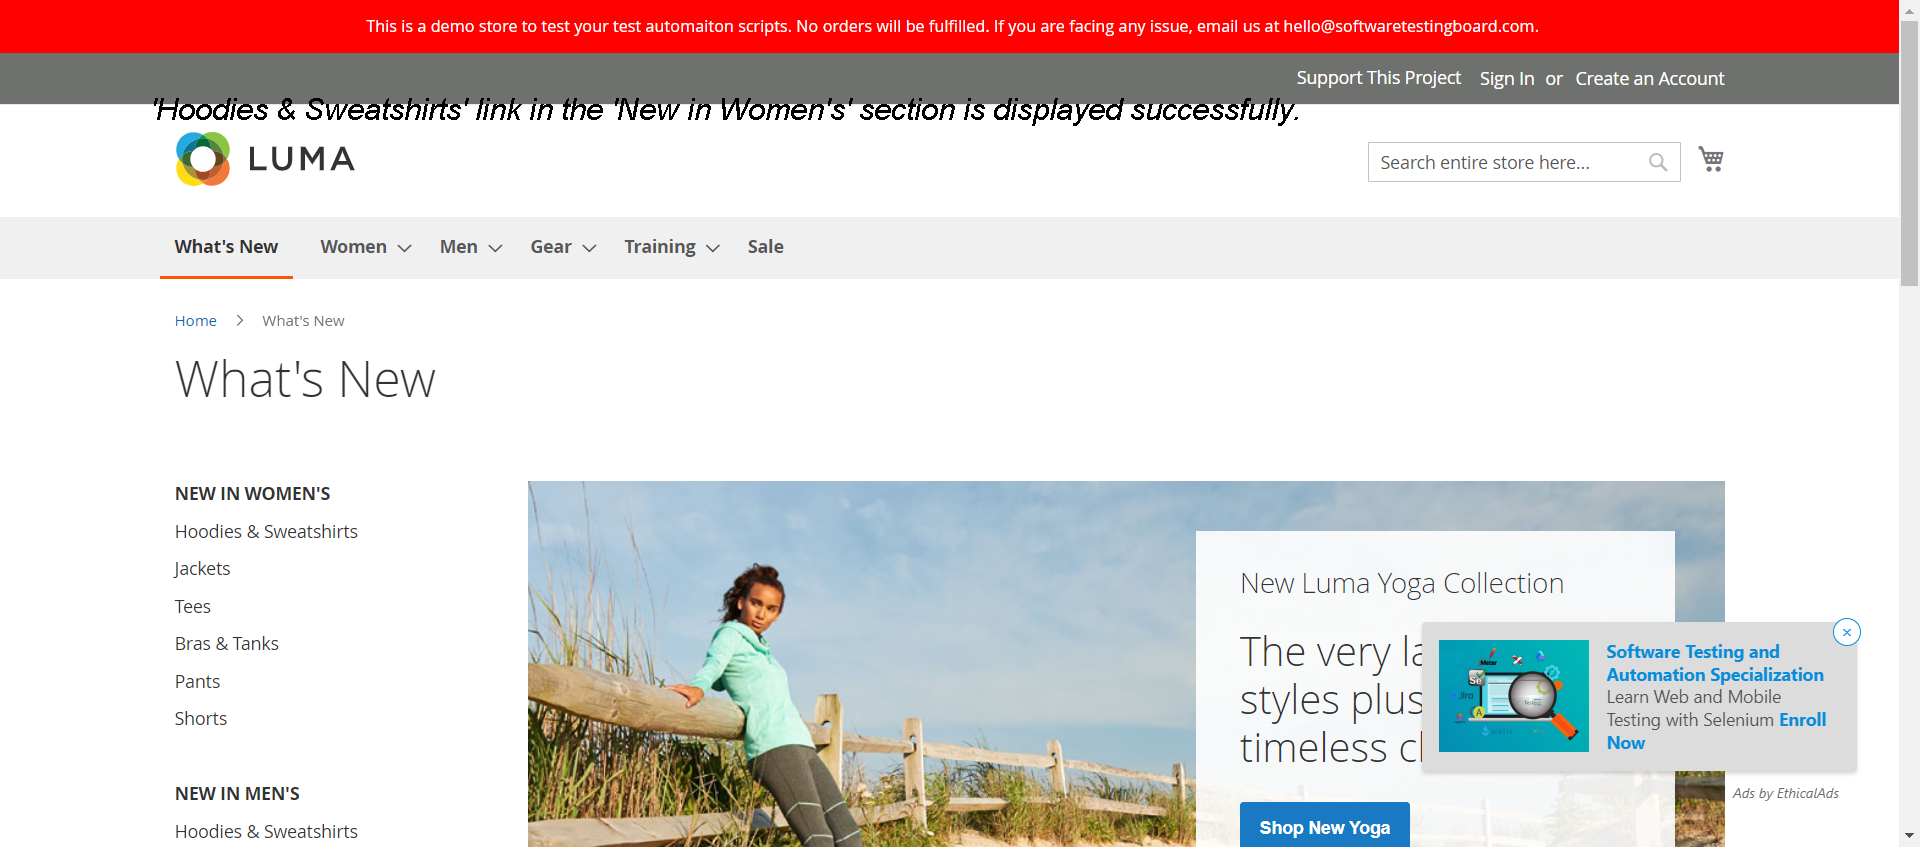 This is a demo store to test your test automaiton scripts. No orders will be fulfilled. If you are facing any issue, email us at hello@softwaretestingboard.com.
Support This Project Sign In or Create an Account
'Hoodies & Sweatshirts' link in the 'New in Women's' section is displayed successfully.
LUMA
Search entire store here...
What's New Women Men Gear Training Sale
Home What's New
What's New
NEW IN WOMEN'S
Hoodies & Sweatshirts
Jackets
Tees
Bras & Tanks
Pants
Shorts
NEW IN MEN'S
Hoodies & Sweatshirts
New Luma Yoga Collection
The very la
styles plus
timeless cl
Shop New Yoga
Software Testing and
Automation Specialization
Learn Web and Mobile
Testing with Selenium Enroll
Now
Ads by EthicalAds